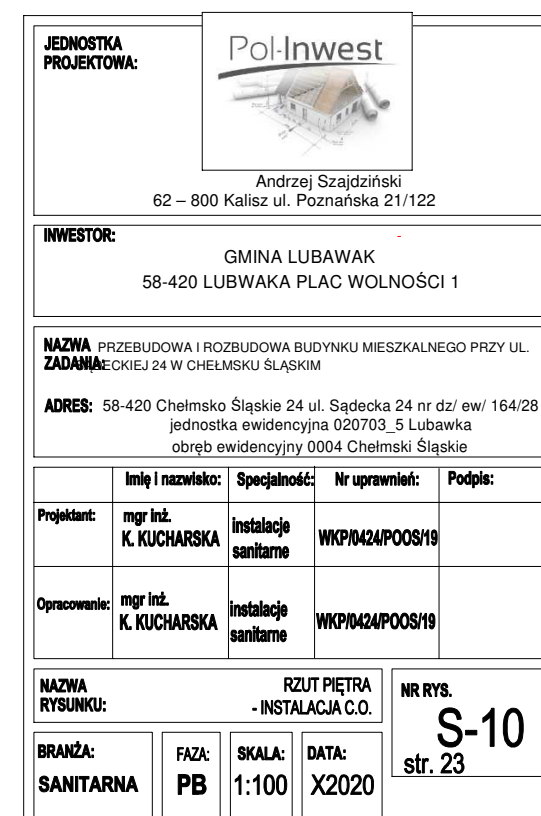 JEDNOSTKA
PROJEKTOWA:
Pol-Inwest
Andrzej Szajdziński
62 – 800 Kalisz ul. Poznańska 21/122
INWESTOR:
-
GMINA LUBAWAK
58-420 LUBWAKA PLAC WOLNOŚCI 1
NAZWA PRZEBUDOWA I ROZBUDOWA BUDYNKU MIESZKALNEGO PRZY UL.
ZADANIA: SĄDECKIEJ 24 W CHEŁMSKU ŚLĄSKIM
ADRES: 58-420 Chełmsko Śląskie 24 ul. Sądecka 24 nr dz/ ew/ 164/28
jednostka ewidencyjna 020703_5 Lubawka
obręb ewidencyjny 0004 Chełmski Śląskie
Imię i nazwisko: Specjalność: Nr uprawnień: Podpis:
Projektant: mgr inż. K. KUCHARSKA instalacje sanitarne WKP/0424/POOS/19
Opracowanie: mgr inż. K. KUCHARSKA instalacje sanitarne WKP/0424/POOS/19
NAZWA RYSUNKU: RZUT PIĘTRA
- INSTALACJA C.O.
NR RYS.
S-10
str. 23
BRANŻA: FAZA: SKALA: DATA:
SANITARNA PB 1:100 X2020